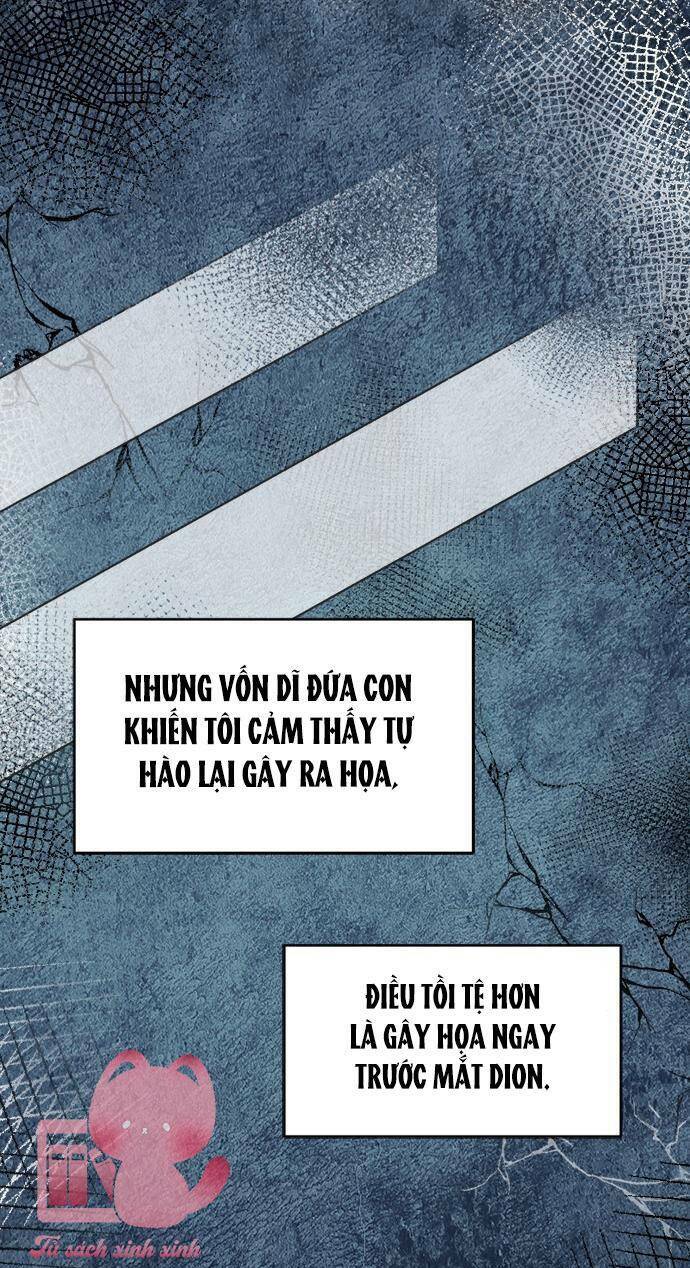 NHƯNG VỐN DĨ ĐỨA CON
KHIẾN TÔI CẢM THẤY TỰ
HÀO LẠI GÂY RA HỌA,
ĐIỀU TỒI TỆ HƠN
LÀ GÂY HỌA NGAY
TRƯỚC MẮT DION.
Tủ sách xinh xinh